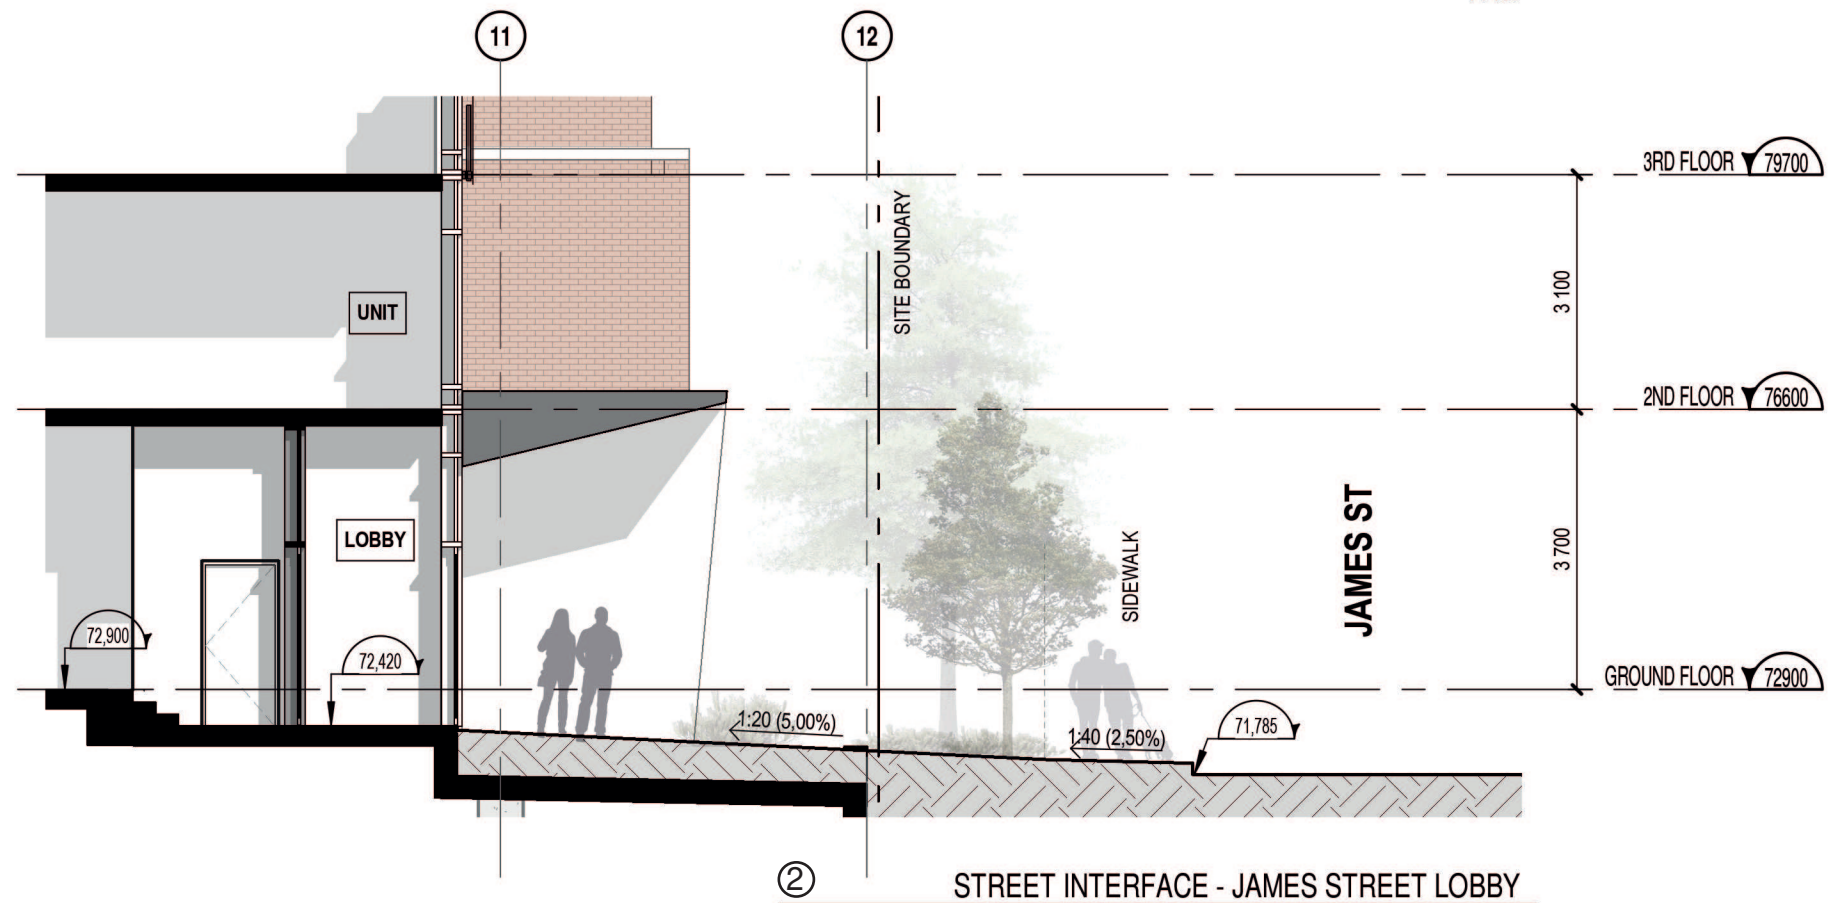 11
12
3RD FLOOR 79700
SITE BOUNDARY
3 100
UNIT
2ND FLOOR 76600
JAMES ST
3 700
LOBBY
SIDEWALK
72,900
72,420
GROUND FLOOR 72900
1:20 (5,00%)
1:40 (2,50%)
71,785
2
STREET INTERFACE - JAMES STREET LOBBY